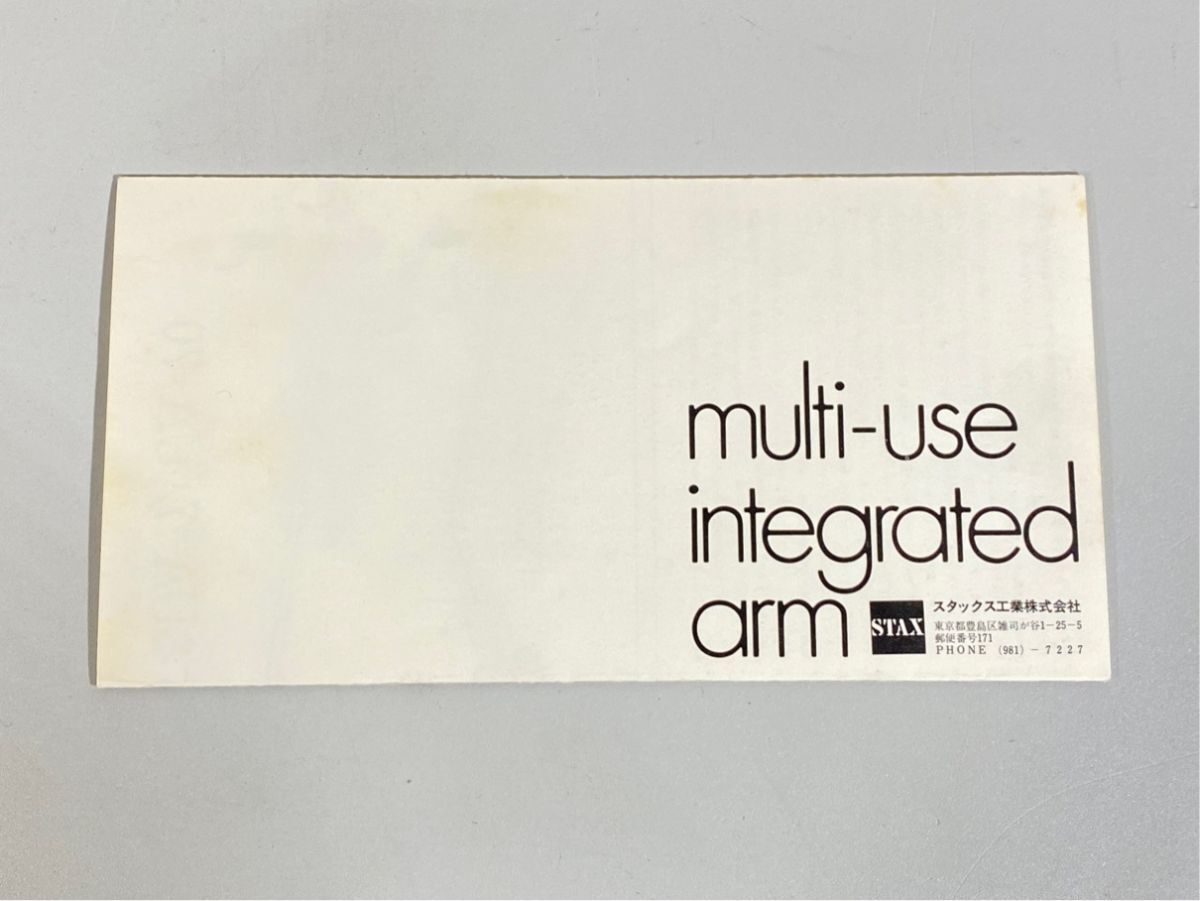 multi-use
integrated
arm
STAX
スタックス工業株式会社
東京都豊島区雑司が谷1−25−5
郵便番号171
PHONE (981)−7227